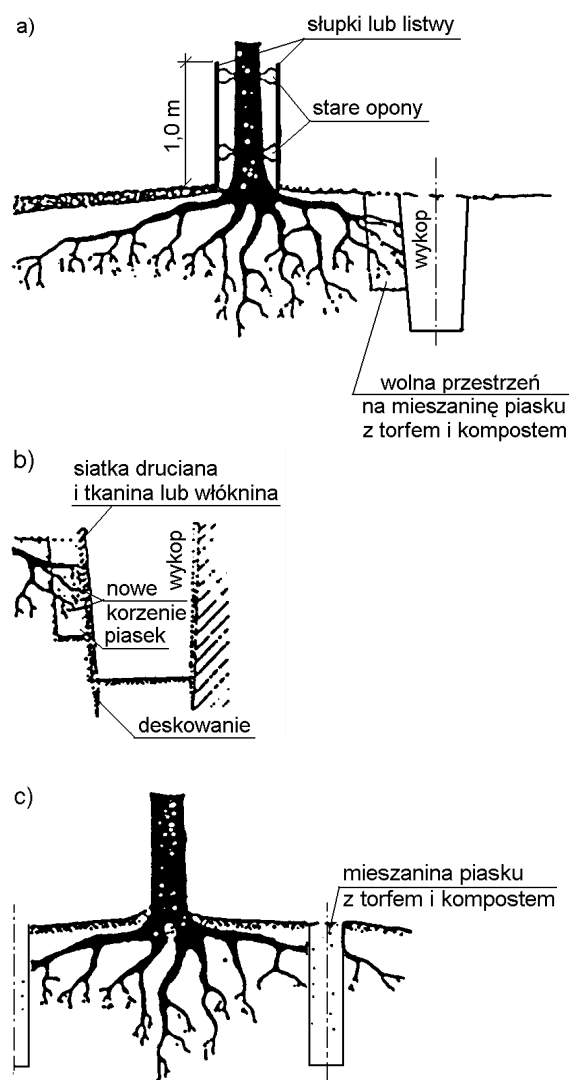 a)
słupki lub listwy
1,0 m
stare opony
wykop
wolna przestrzeń
na mieszaninę piasku
z torfem i kompostem
b)
siatka druciana
i tkanina lub włóknina
wykop
nowe
korzenie
piasek
deskowanie
c)
mieszanina piasku
z torfem i kompostem